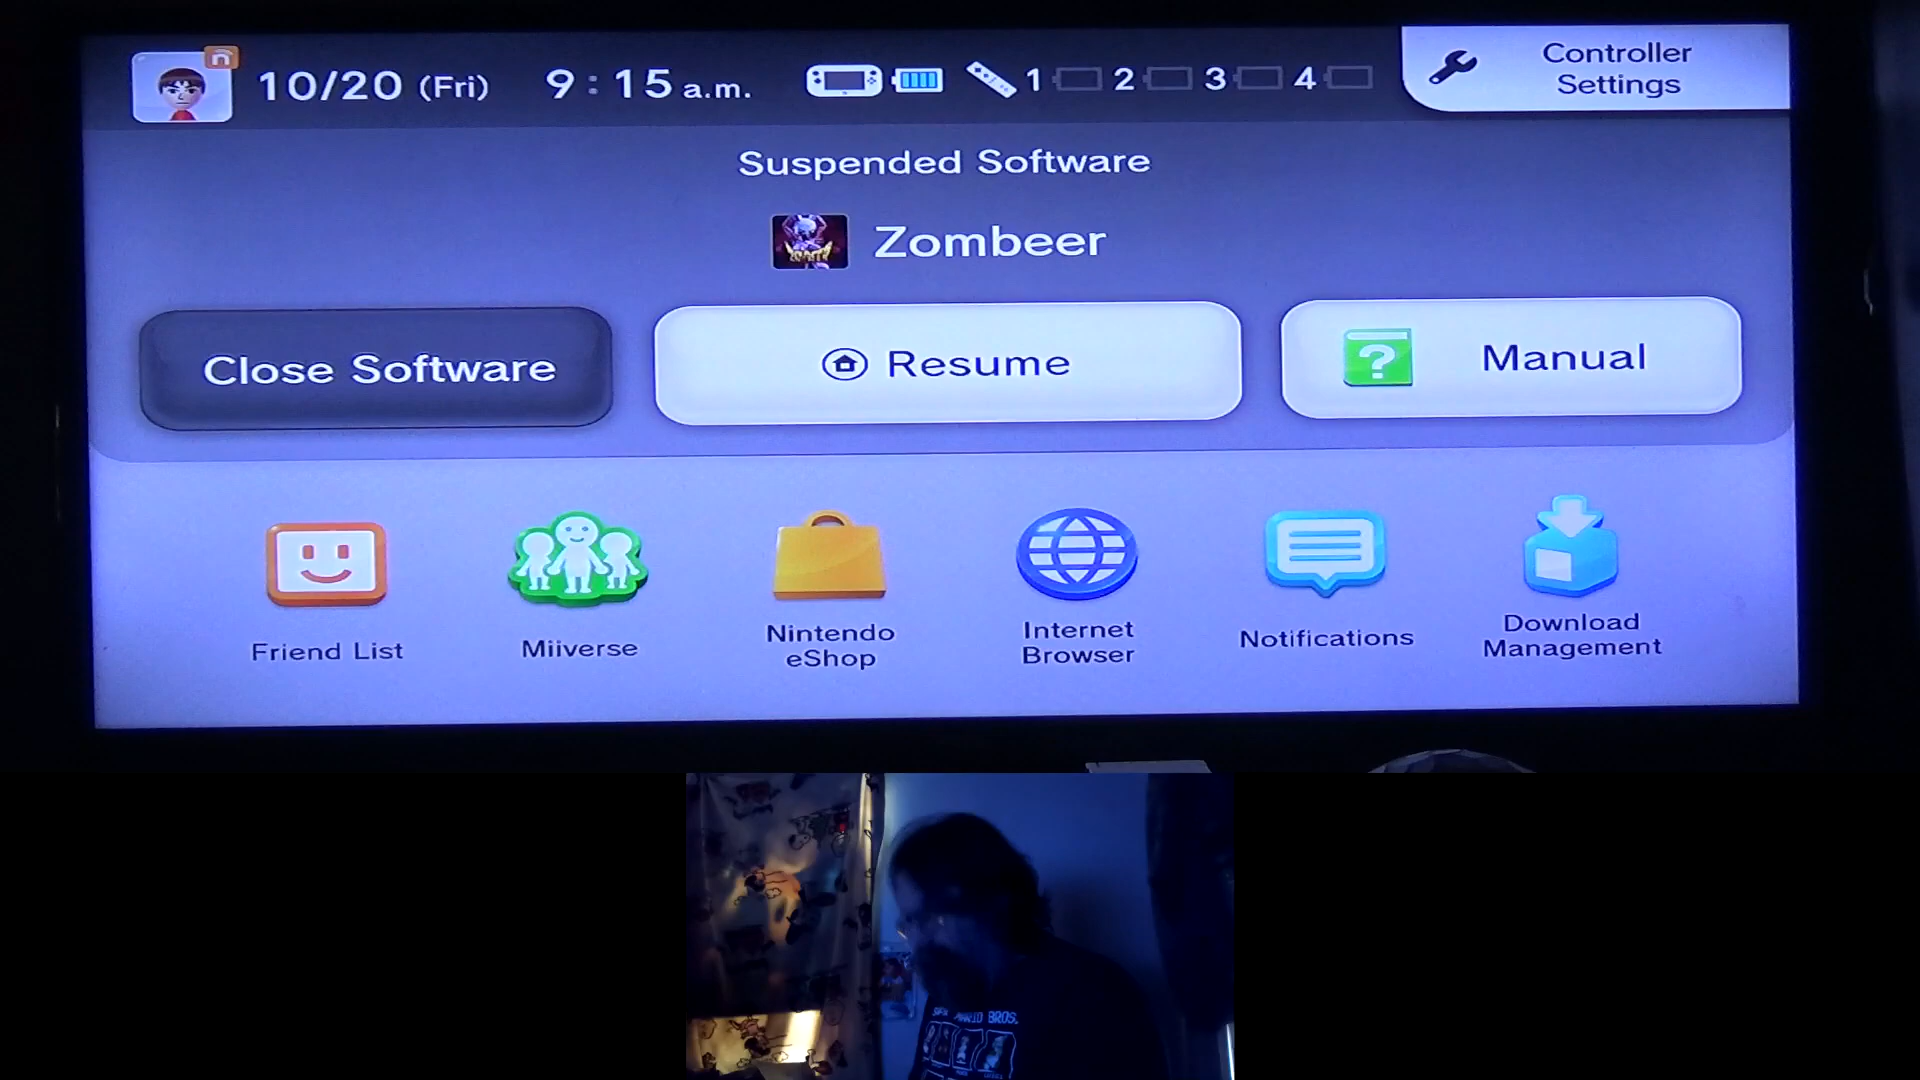 10/20 (Fri) 9:15 a.m. 1 2 3 4
Controller
Settings
Suspended Software
Zombeer
Close Software
Resume
? Manual
Friend List
Miiverse
Nintendo
eShop
Internet
Browser
Notifications
Download
Management
SUPER MARIO BROS.